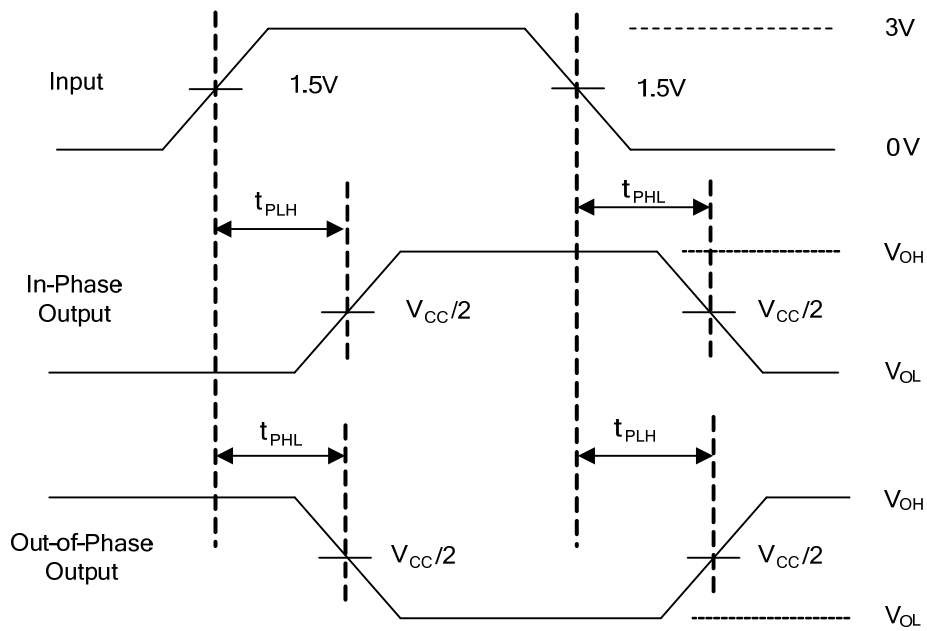 3V
Input
1.5V
1.5V
0V
tPLH
tPHL
VOH
In-Phase
Output
VCC/2
VCC/2
VOL
tPHL
tPLH
VOH
Out-of-Phase
Output
VCC/2
VCC/2
VOL